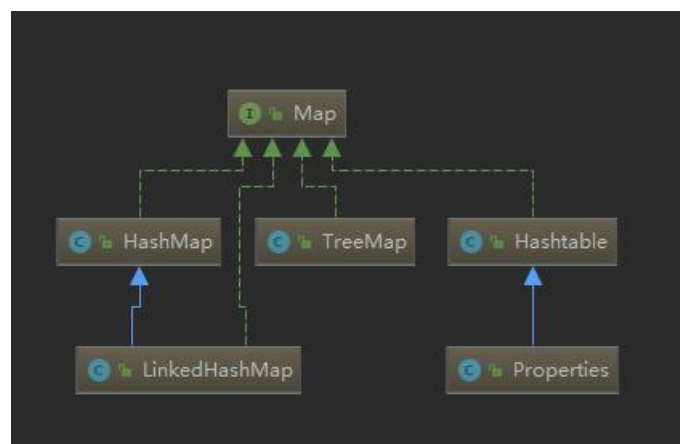 I Map
C HashMap
C TreeMap
C Hashtable
C LinkedHashMap
C Properties